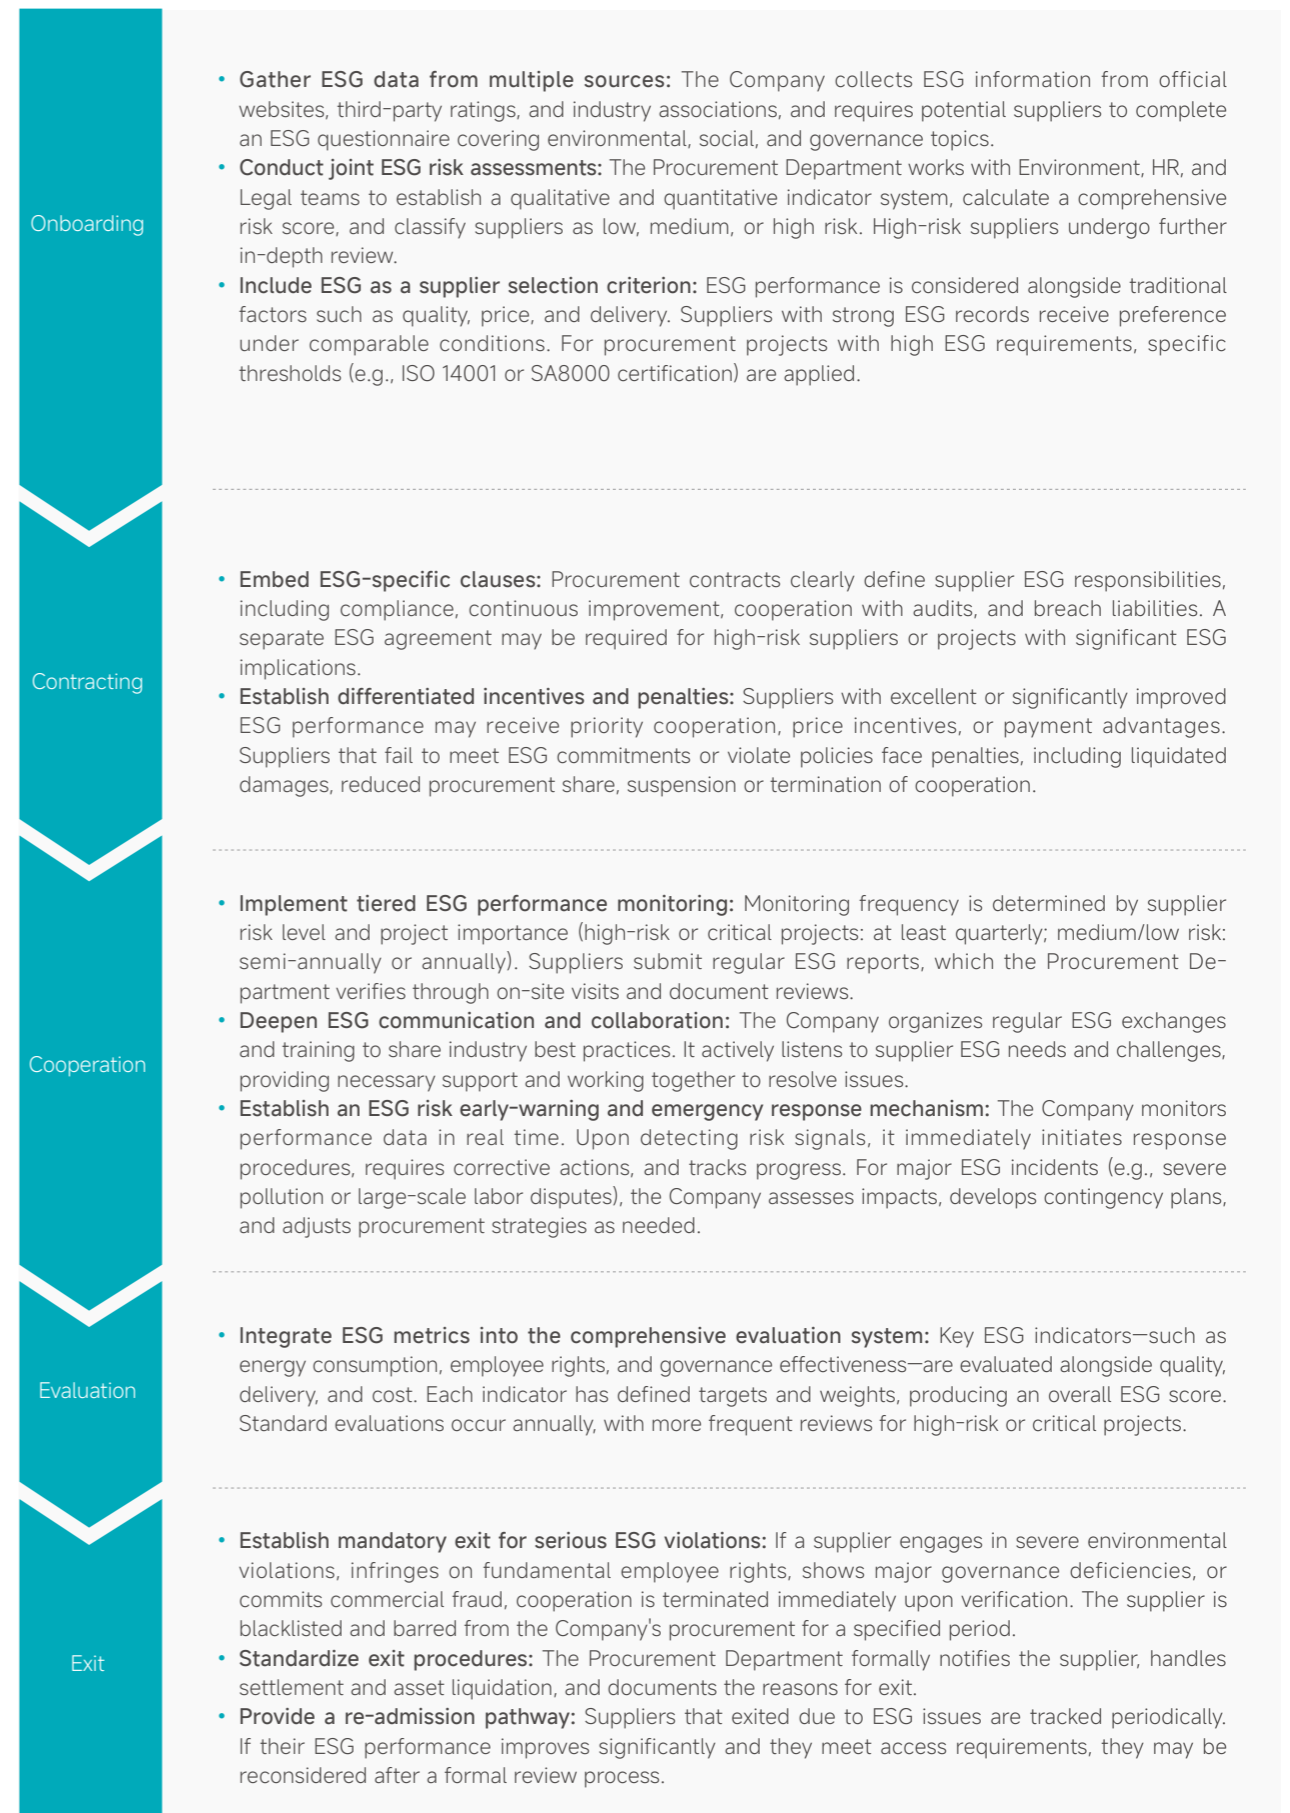 Onboarding
• Gather ESG data from multiple sources: The Company collects ESG information from official
websites, third-party ratings, and industry associations, and requires potential suppliers to complete
an ESG questionnaire covering environmental, social, and governance topics.
• Conduct joint ESG risk assessments: The Procurement Department works with Environment, HR, and
Legal teams to establish a qualitative and quantitative indicator system, calculate a comprehensive
risk score, and classify suppliers as low, medium, or high risk. High-risk suppliers undergo further
in-depth review.
• Include ESG as a supplier selection criterion: ESG performance is considered alongside traditional
factors such as quality, price, and delivery. Suppliers with strong ESG records receive preference
under comparable conditions. For procurement projects with high ESG requirements, specific
thresholds (e.g., ISO 14001 or SA8000 certification) are applied.
Contracting
• Embed ESG-specific clauses: Procurement contracts clearly define supplier ESG responsibilities,
including compliance, continuous improvement, cooperation with audits, and breach liabilities. A
separate ESG agreement may be required for high-risk suppliers or projects with significant ESG
implications.
• Establish differentiated incentives and penalties: Suppliers with excellent or significantly improved
ESG performance may receive priority cooperation, price incentives, or payment advantages.
Suppliers that fail to meet ESG commitments or violate policies face penalties, including liquidated
damages, reduced procurement share, suspension or termination of cooperation.
Cooperation
• Implement tiered ESG performance monitoring: Monitoring frequency is determined by supplier
risk level and project importance (high-risk or critical projects: at least quarterly; medium/low risk:
semi-annually or annually). Suppliers submit regular ESG reports, which the Procurement De-
partment verifies through on-site visits and document reviews.
• Deepen ESG communication and collaboration: The Company organizes regular ESG exchanges
and training to share industry best practices. It actively listens to supplier ESG needs and challenges,
providing necessary support and working together to resolve issues.
• Establish an ESG risk early-warning and emergency response mechanism: The Company monitors
performance data in real time. Upon detecting risk signals, it immediately initiates response
procedures, requires corrective actions, and tracks progress. For major ESG incidents (e.g., severe
pollution or large-scale labor disputes), the Company assesses impacts, develops contingency plans,
and adjusts procurement strategies as needed.
Evaluation
• Integrate ESG metrics into the comprehensive evaluation system: Key ESG indicators—such as
energy consumption, employee rights, and governance effectiveness—are evaluated alongside quality,
delivery, and cost. Each indicator has defined targets and weights, producing an overall ESG score.
Standard evaluations occur annually, with more frequent reviews for high-risk or critical projects.
Exit
• Establish mandatory exit for serious ESG violations: If a supplier engages in severe environmental
violations, infringes on fundamental employee rights, shows major governance deficiencies, or
commits commercial fraud, cooperation is terminated immediately upon verification. The supplier is
blacklisted and barred from the Company's procurement for a specified period.
• Standardize exit procedures: The Procurement Department formally notifies the supplier, handles
settlement and asset liquidation, and documents the reasons for exit.
• Provide a re-admission pathway: Suppliers that exited due to ESG issues are tracked periodically.
If their ESG performance improves significantly and they meet access requirements, they may be
reconsidered after a formal review process.